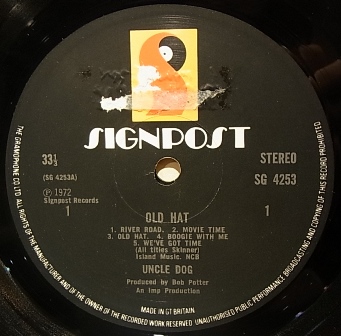 SIGNPOST
33⅓
STEREO
(SG 4253A)
SG 4253
Ⓟ 1972
Signpost Records
1
1
OLD HAT
1. RIVER ROAD. 2. MOVIE TIME
3. OLD HAT. 4. BOOGIE WITH ME
5. WE'VE GOT TIME
(All titles Skinner)
Island Music, NCB
UNCLE DOG
Produced by Bob Potter
An Imp Production
MADE IN GT BRITAIN
THE GRAMOPHONE CO LTD ALL RIGHTS OF THE MANUFACTURER AND OF THE OWNER OF THE RECORDED WORK RESERVED. UNAUTHORISED PUBLIC PERFORMANCE BROADCASTING AND COPYING OF THIS RECORD PROHIBITED